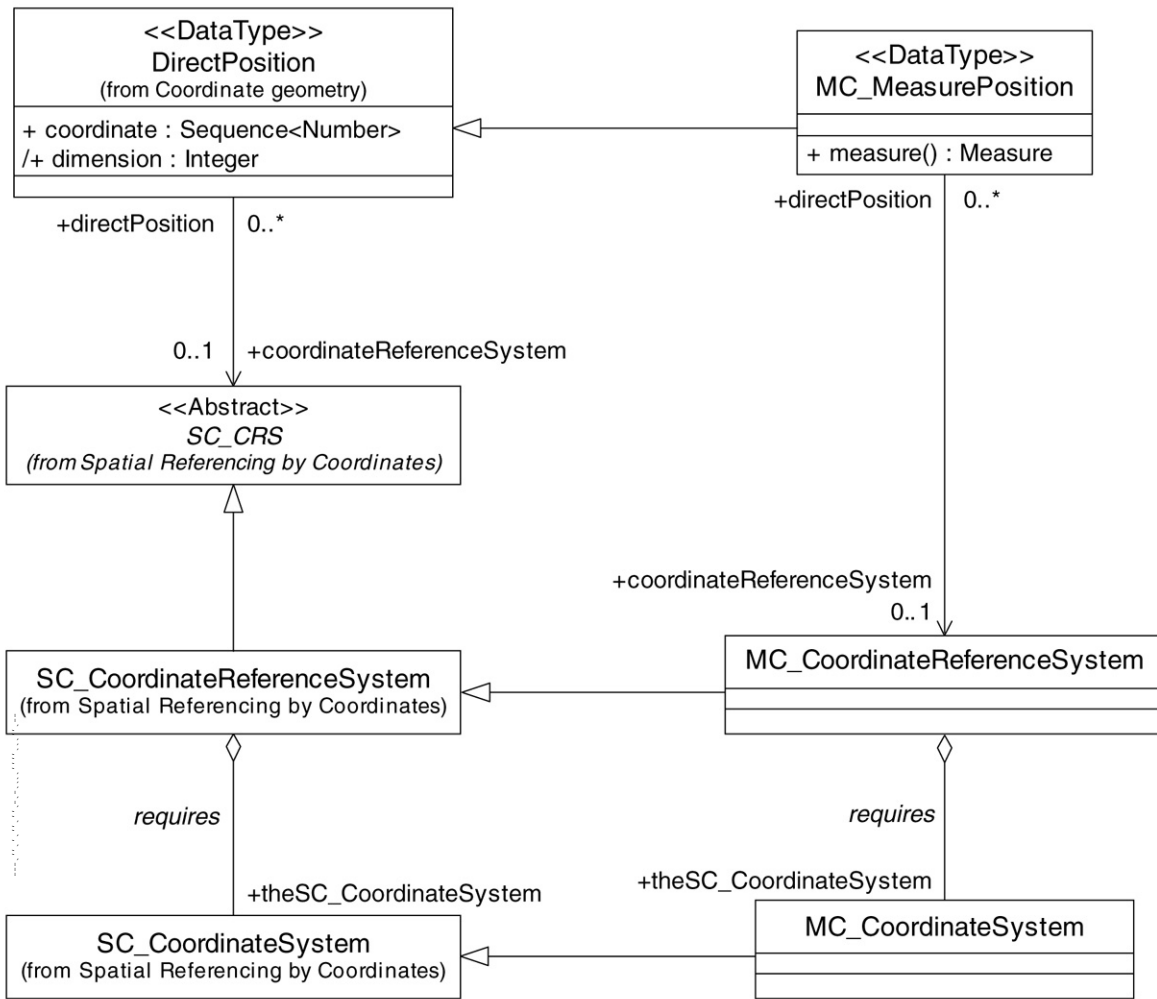 <<DataType>>
DirectPosition
(from Coordinate geometry)
+ coordinate : Sequence<Number>
/+ dimension : Integer
<<DataType>>
MC_MeasurePosition
+ measure() : Measure
+directPosition 0..*
+directPosition 0..*
0..1 +coordinateReferenceSystem
<<Abstract>>
SC_CRS
(from Spatial Referencing by Coordinates)
+coordinateReferenceSystem
0..1
SC_CoordinateReferenceSystem
(from Spatial Referencing by Coordinates)
MC_CoordinateReferenceSystem
requires
requires
+theSC_CoordinateSystem
+theSC_CoordinateSystem
SC_CoordinateSystem
(from Spatial Referencing by Coordinates)
MC_CoordinateSystem